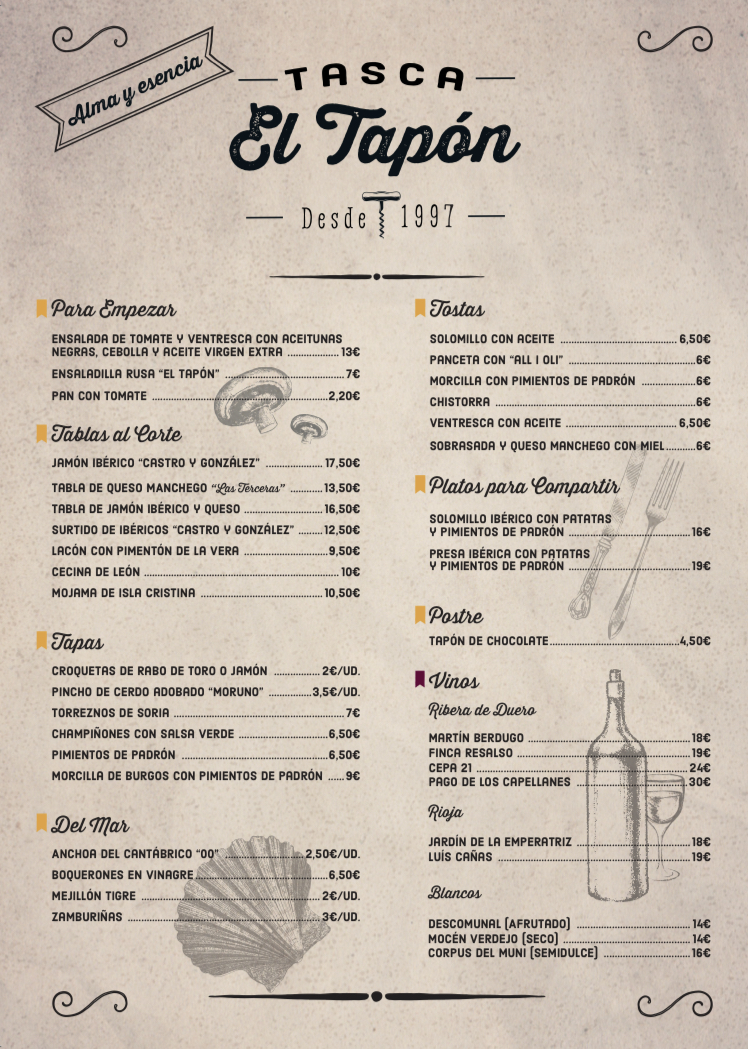 Alma y esencia
TASCA
El Tapón
Desde 1997
Para Empezar
ENSALADA DE TOMATE Y VENTRESCA CON ACEITUNAS
NEGRAS, CEBOLLA Y ACEITE VIRGEN EXTRA ................. 13€
ENSALADILLA RUSA “EL TAPÓN” ................. 7€
PAN CON TOMATE ................. 2,20€
Tablas al Corte
JAMÓN IBÉRICO “CASTRO Y GONZÁLEZ” ................. 17,50€
TABLA DE QUESO MANCHEGO “Las Terceras” ........... 13,50€
TABLA DE JAMÓN IBÉRICO Y QUESO ................. 16,50€
SURTIDO DE IBÉRICOS “CASTRO Y GONZÁLEZ” ........ 12,50€
LACÓN CON PIMENTÓN DE LA VERA ................. 9,50€
CECINA DE LEÓN ................. 10€
MOJAMA DE ISLA CRISTINA ................. 10,50€
Tapas
CROQUETAS DE RABO DE TORO O JAMÓN ................ 2€/UD.
PINCHO DE CERDO ADOBADO “MORUNO” ............... 3,5€/UD.
TORREZNOS DE SORIA ................. 7€
CHAMPIÑONES CON SALSA VERDE ................. 6,50€
PIMIENTOS DE PADRÓN ................. 6,50€
MORCILLA DE BURGOS CON PIMIENTOS DE PADRÓN ...... 9€
Del Mar
ANCHOA DEL CANTÁBRICO “00” ................. 2,50€/UD.
BOQUERONES EN VINAGRE ................. 6,50€
MEJILLÓN TIGRE ................. 2€/UD.
ZAMBURIÑAS ................. 3€/UD.
Tostas
SOLOMILLO CON ACEITE ................. 6,50€
PANCETA CON “ALL I OLI” ................. 6€
MORCILLA CON PIMIENTOS DE PADRÓN ................. 6€
CHISTORRA ................. 6€
VENTRESCA CON ACEITE ................. 6,50€
SOBRASADA Y QUESO MANCHEGO CON MIEL .......... 6€
Platos para Compartir
SOLOMILLO IBÉRICO CON PATATAS
Y PIMIENTOS DE PADRÓN ................. 16€
PRESA IBÉRICA CON PATATAS
Y PIMIENTOS DE PADRÓN ................. 19€
Postre
TAPÓN DE CHOCOLATE ................. 4,50€
Vinos
Ribera de Duero
MARTÍN BERDUGO ................. 18€
FINCA RESALSO ................. 19€
CEPA 21 ................. 24€
PAGO DE LOS CAPELLANES ................. 30€
Rioja
JARDÍN DE LA EMPERATRIZ ................. 18€
LUÍS CAÑAS ................. 19€
Blancos
DESCOMUNAL (AFRUTADO) ................. 14€
MOCÉN VERDEJO (SECO) ................. 14€
CORPUS DEL MUNI (SEMIDULCE) ................. 16€